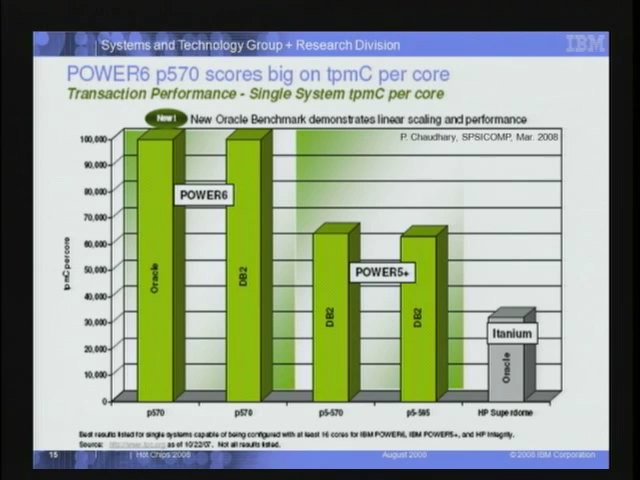 Systems and Technology Group + Research Division
IBM
POWER6 p570 scores big on tpmC per core
Transaction Performance - Single System tpmC per core
New!
New Oracle Benchmark demonstrates linear scaling and performance
P. Chaudhary, SPSICOMP, Mar. 2008
100,000
90,000
80,000
70,000
60,000
50,000
40,000
30,000
20,000
10,000
0
tpmC per core
POWER6
POWER5+
Itanium
Oracle
DB2
DB2
DB2
Oracle
p570
p570
p5-570
p5-595
HP Superdome
Best results listed for single systems capable of being configured with at least 16 cores for IBM POWER6, IBM POWER5+, and HP Integrity.
Source: http://www.tpc.org as of 10/22/07. Not all results listed.
15
Hot Chips 2008
August 2008
© 2008 IBM Corporation